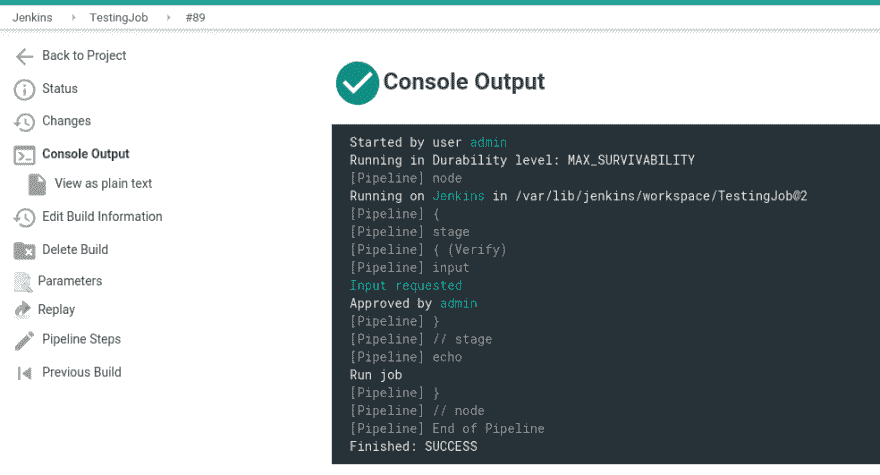 Jenkins › TestingJob › #89
Back to Project
Status
Changes
Console Output
View as plain text
Edit Build Information
Delete Build
Parameters
Replay
Pipeline Steps
Previous Build
Console Output
Started by user admin
Running in Durability level: MAX_SURVIVABILITY
[Pipeline] node
Running on Jenkins in /var/lib/jenkins/workspace/TestingJob@2
[Pipeline] {
[Pipeline] stage
[Pipeline] { (Verify)
[Pipeline] input
Input requested
Approved by admin
[Pipeline] }
[Pipeline] // stage
[Pipeline] echo
Run job
[Pipeline] }
[Pipeline] // node
[Pipeline] End of Pipeline
Finished: SUCCESS